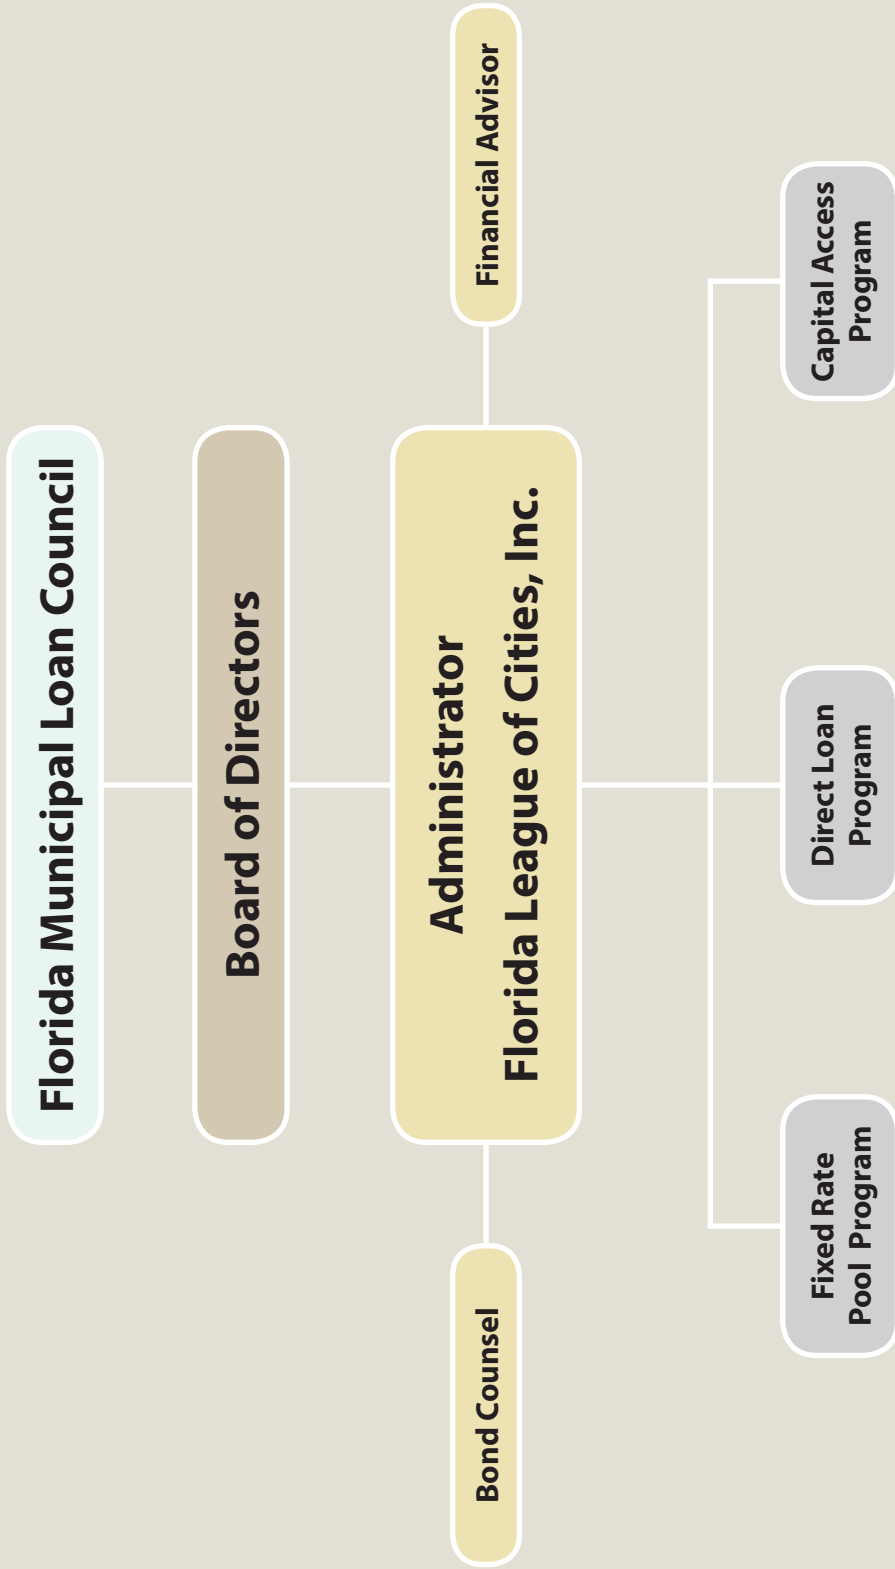 Florida Municipal Loan Council
Board of Directors
Administrator
Florida League of Cities, Inc.
Bond Counsel
Financial Advisor
Fixed Rate
Pool Program
Direct Loan
Program
Capital Access
Program